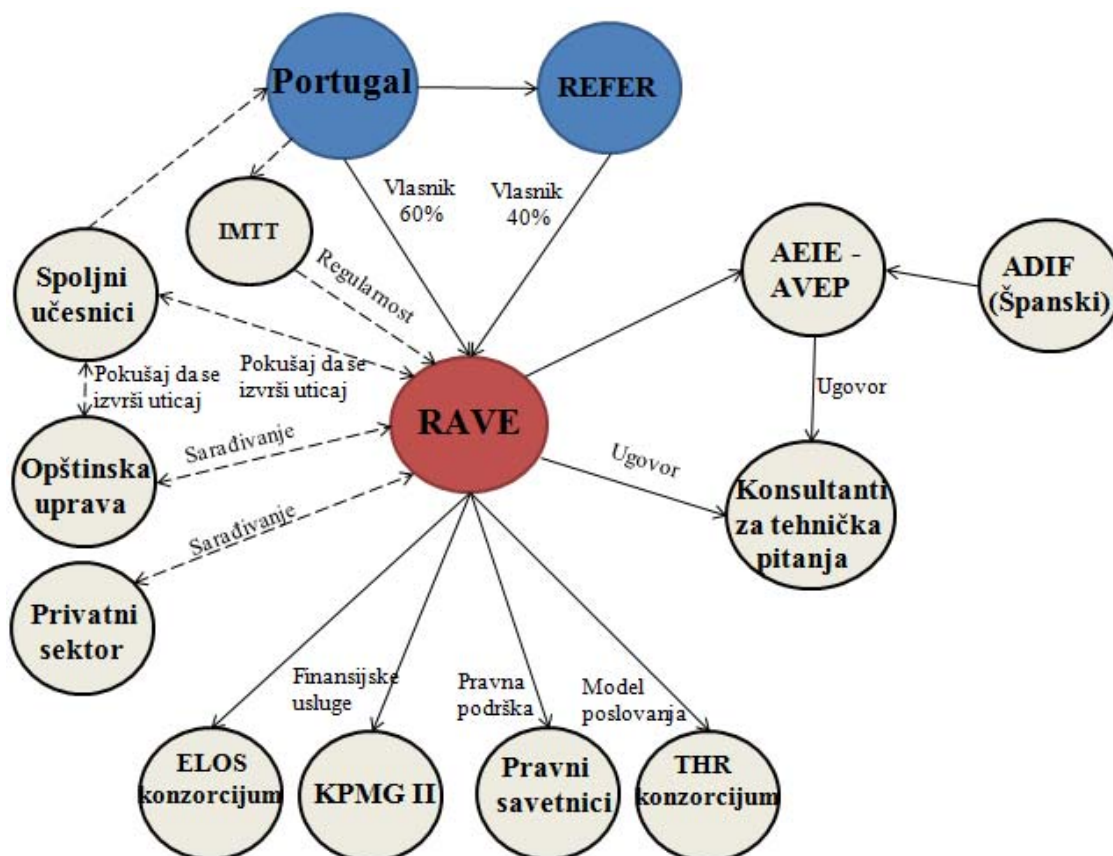 Portugal
REFER
Vlasnik
60%
Vlasnik
40%
IMTT
Regularnost
AEIE -
AVEP
ADIF
(Španski)
Spoljni
učesnici
Pokušaj da se
izvrši uticaj
Pokušaj da se
izvrši uticaj
Ugovor
RAVE
Sarađivanje
Opštinska
uprava
Ugovor
Konsultanti
za tehnička
pitanja
Sarađivanje
Privatni
sektor
Finansijske
usluge
Pravna
podrška
Model
poslovanja
ELOS
konzorcijum
KPMG II
Pravni
savetnici
THR
konzorcijum